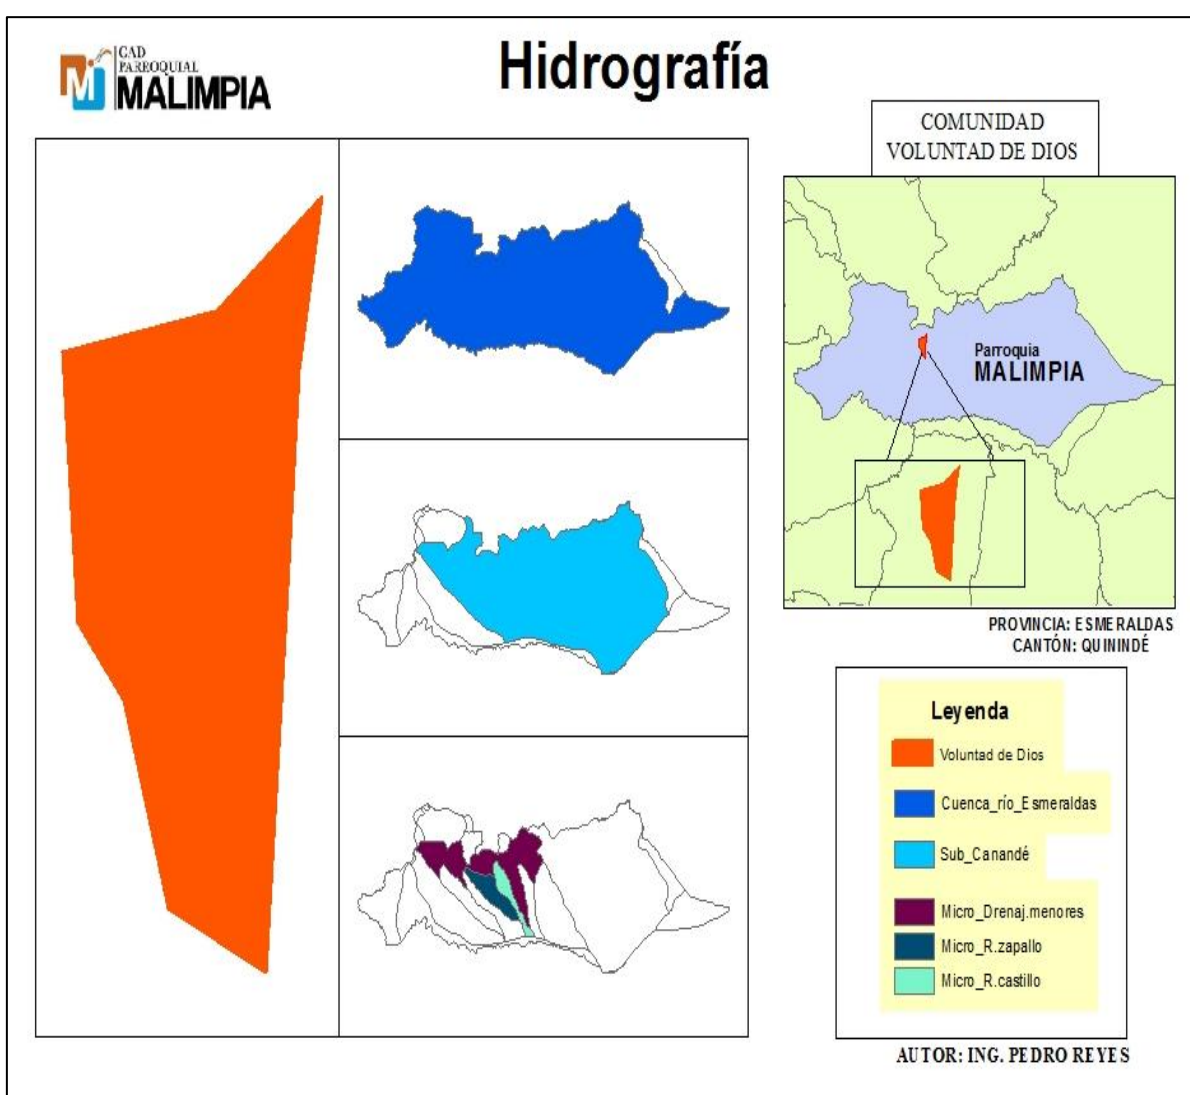 CAD
PARROQUIAL
MALIMPIA
Hidrografía
COMUNIDAD
VOLUNTAD DE DIOS
Parroquia
MALIMPIA
PROVINCIA: ESMERALDAS
CANTÓN: QUININDÉ
Leyenda
Voluntad de Dios
Cuenca_río_Esmeraldas
Sub_Canandé
Micro_Drenaj.menores
Micro_R.zapallo
Micro_R.castillo
AUTOR: ING. PEDRO REYES